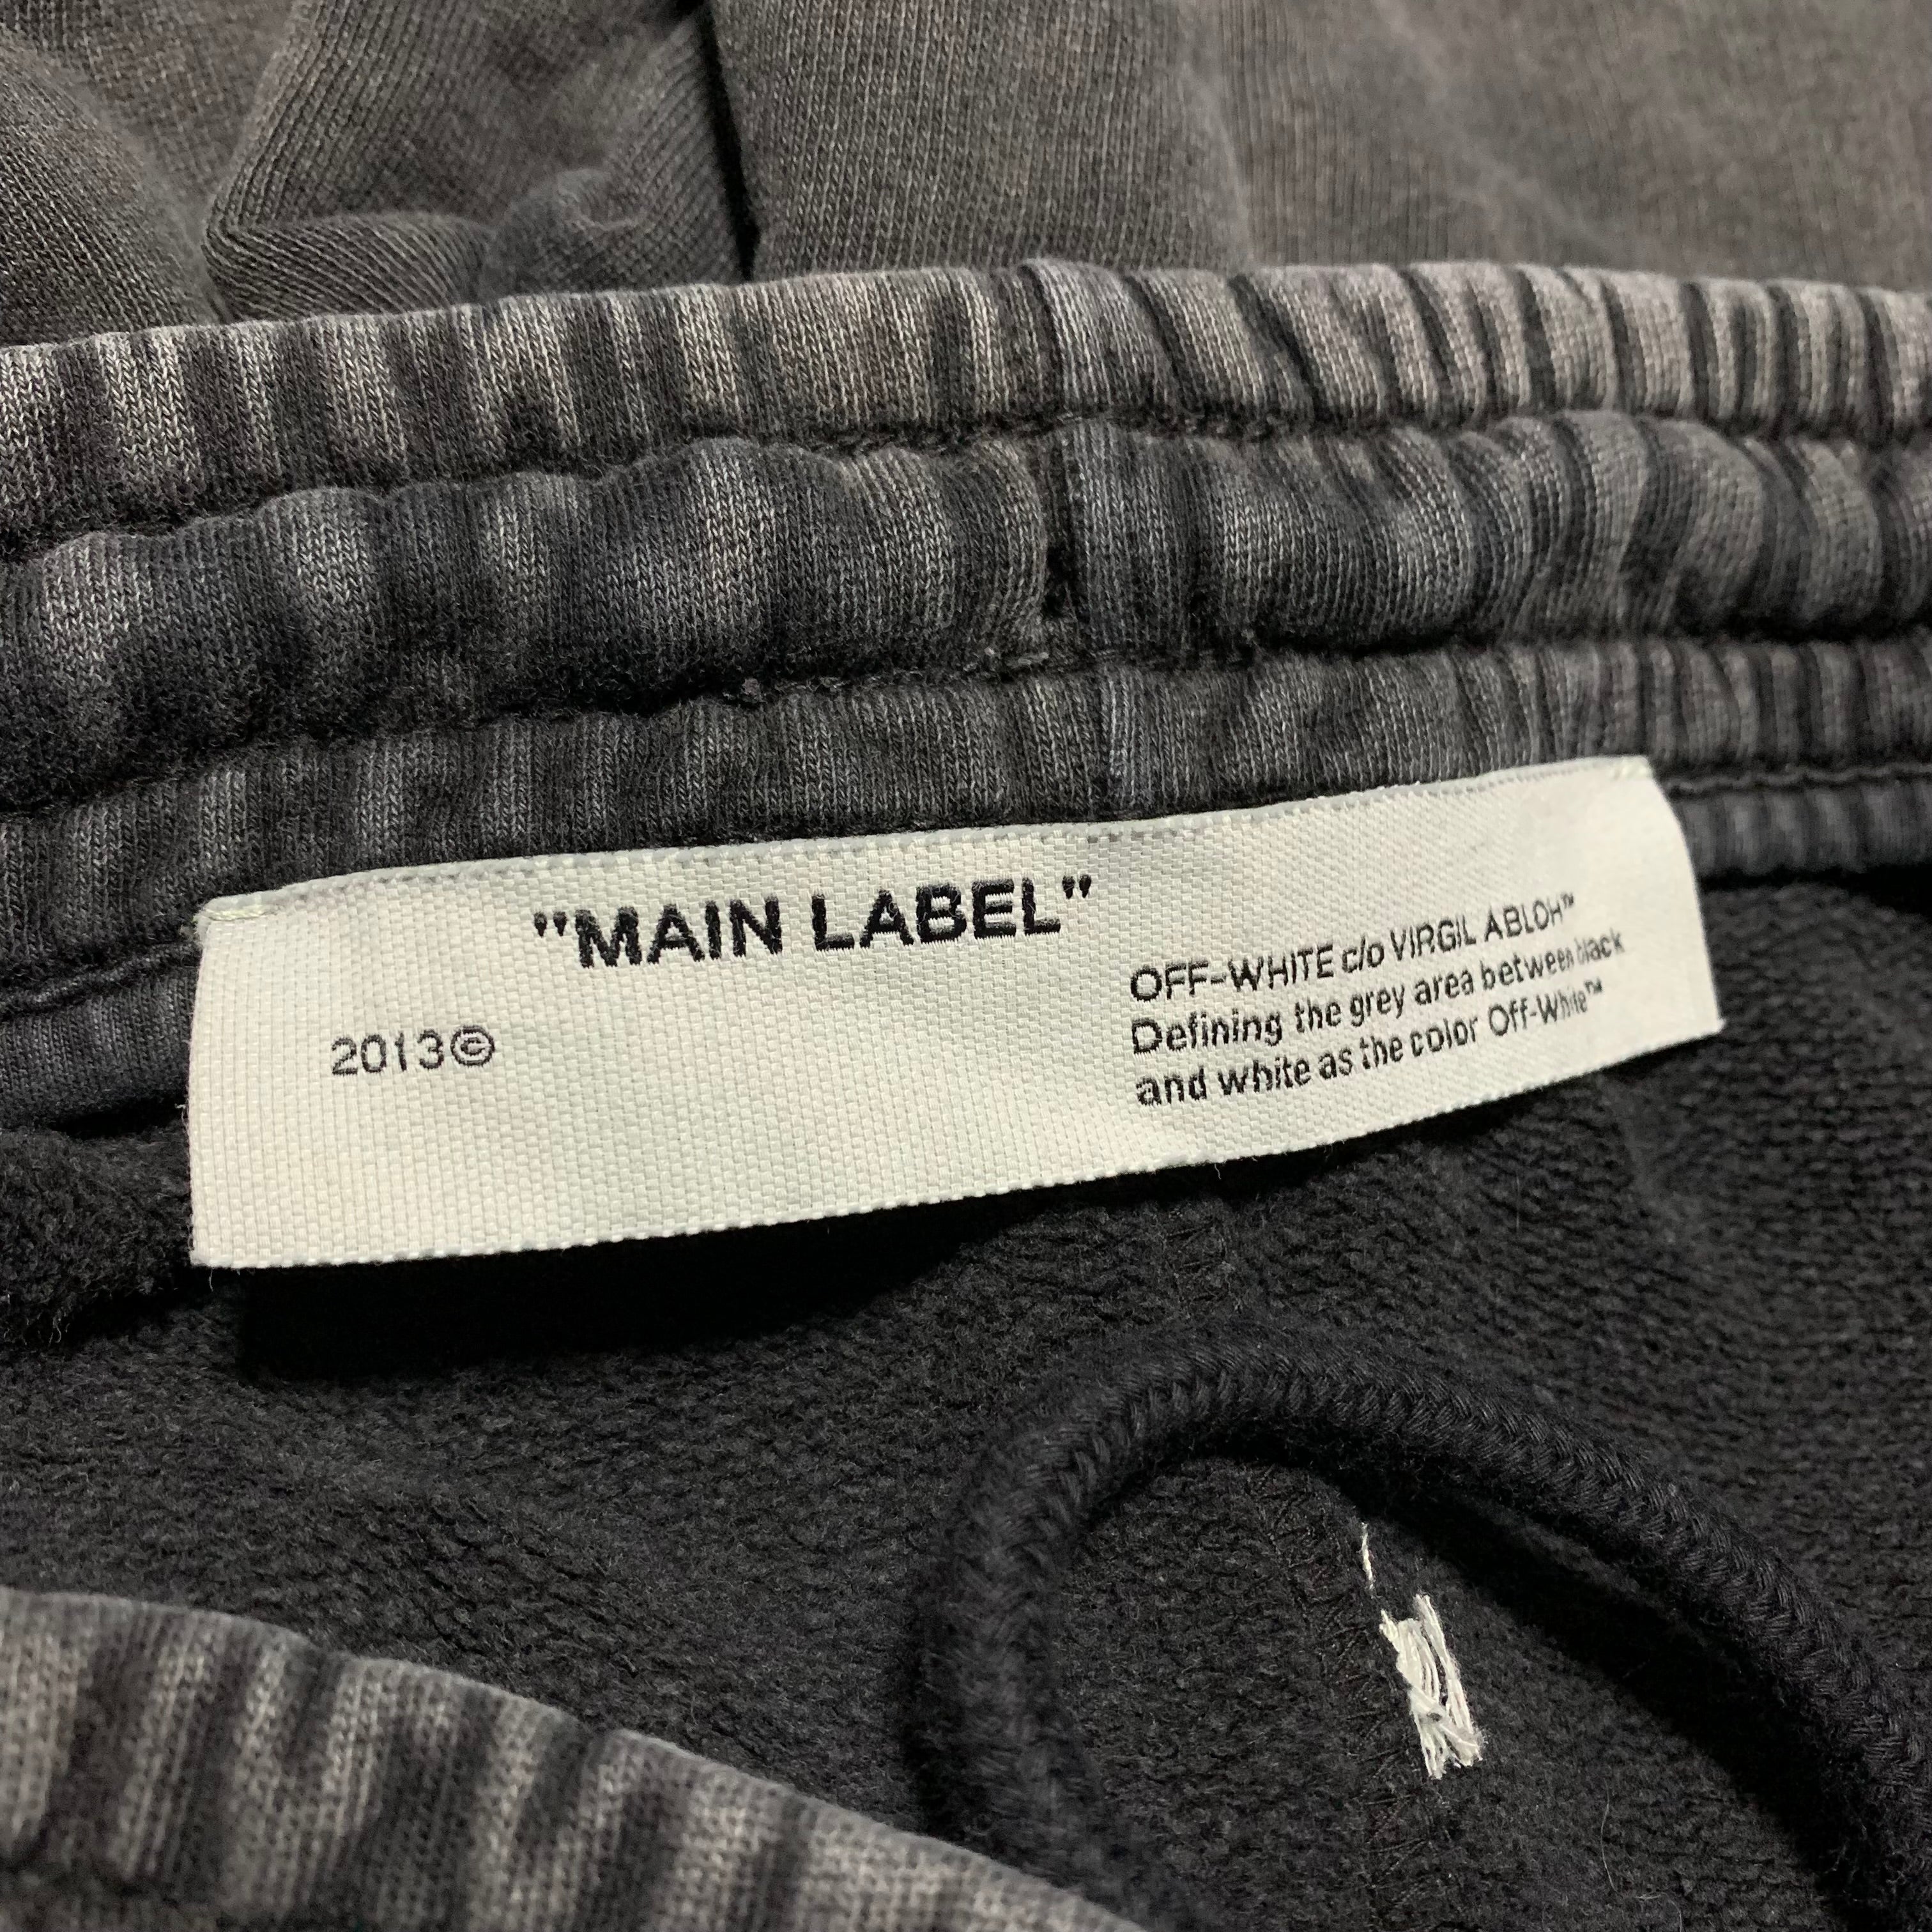 "MAIN LABEL"
2013©
OFF-WHITE c/o VIRGIL ABLOH™
Defining the grey area between black
and white as the color Off-White™